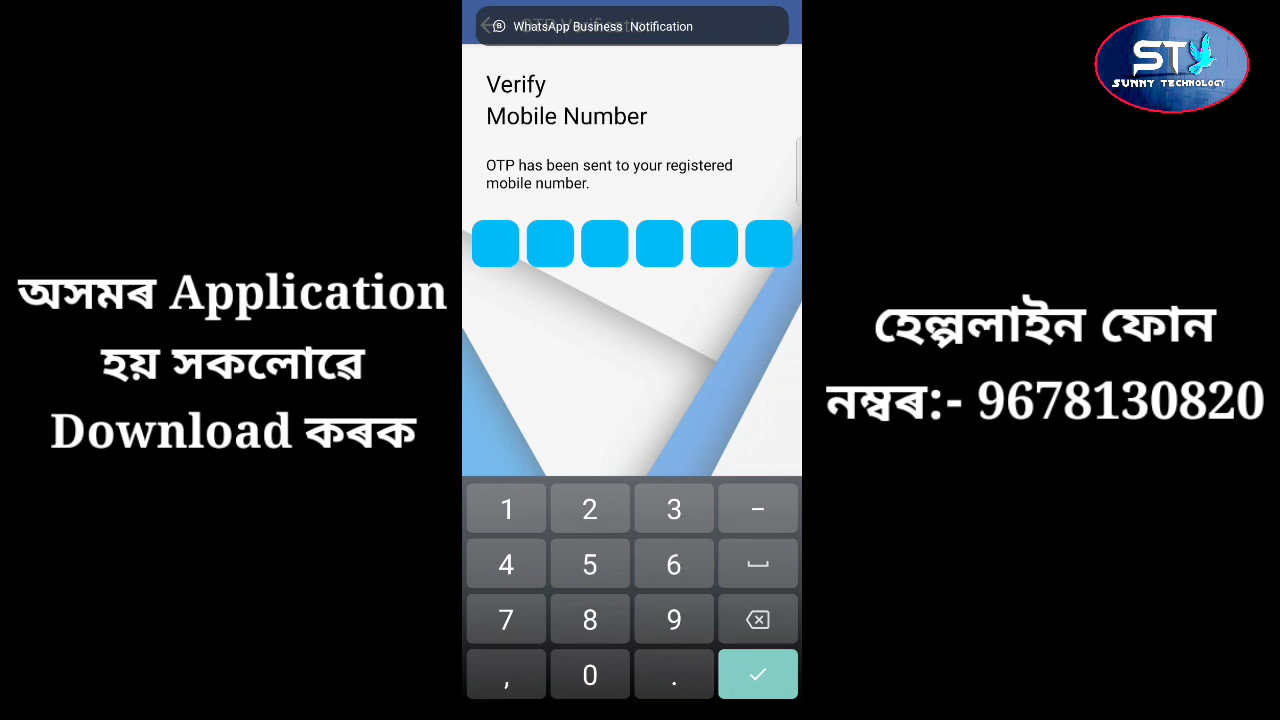 WhatsApp Business Notification
ST
SUNNY TECHNOLOGY
Verify
Mobile Number
OTP has been sent to your registered
mobile number.
অসমৰ Application
হয় সকলোৱে
Download কৰক
হেল্পলাইন ফোন
নম্বৰ:- 9678130820
1 2 3 –
4 5 6
7 8 9
, 0 .